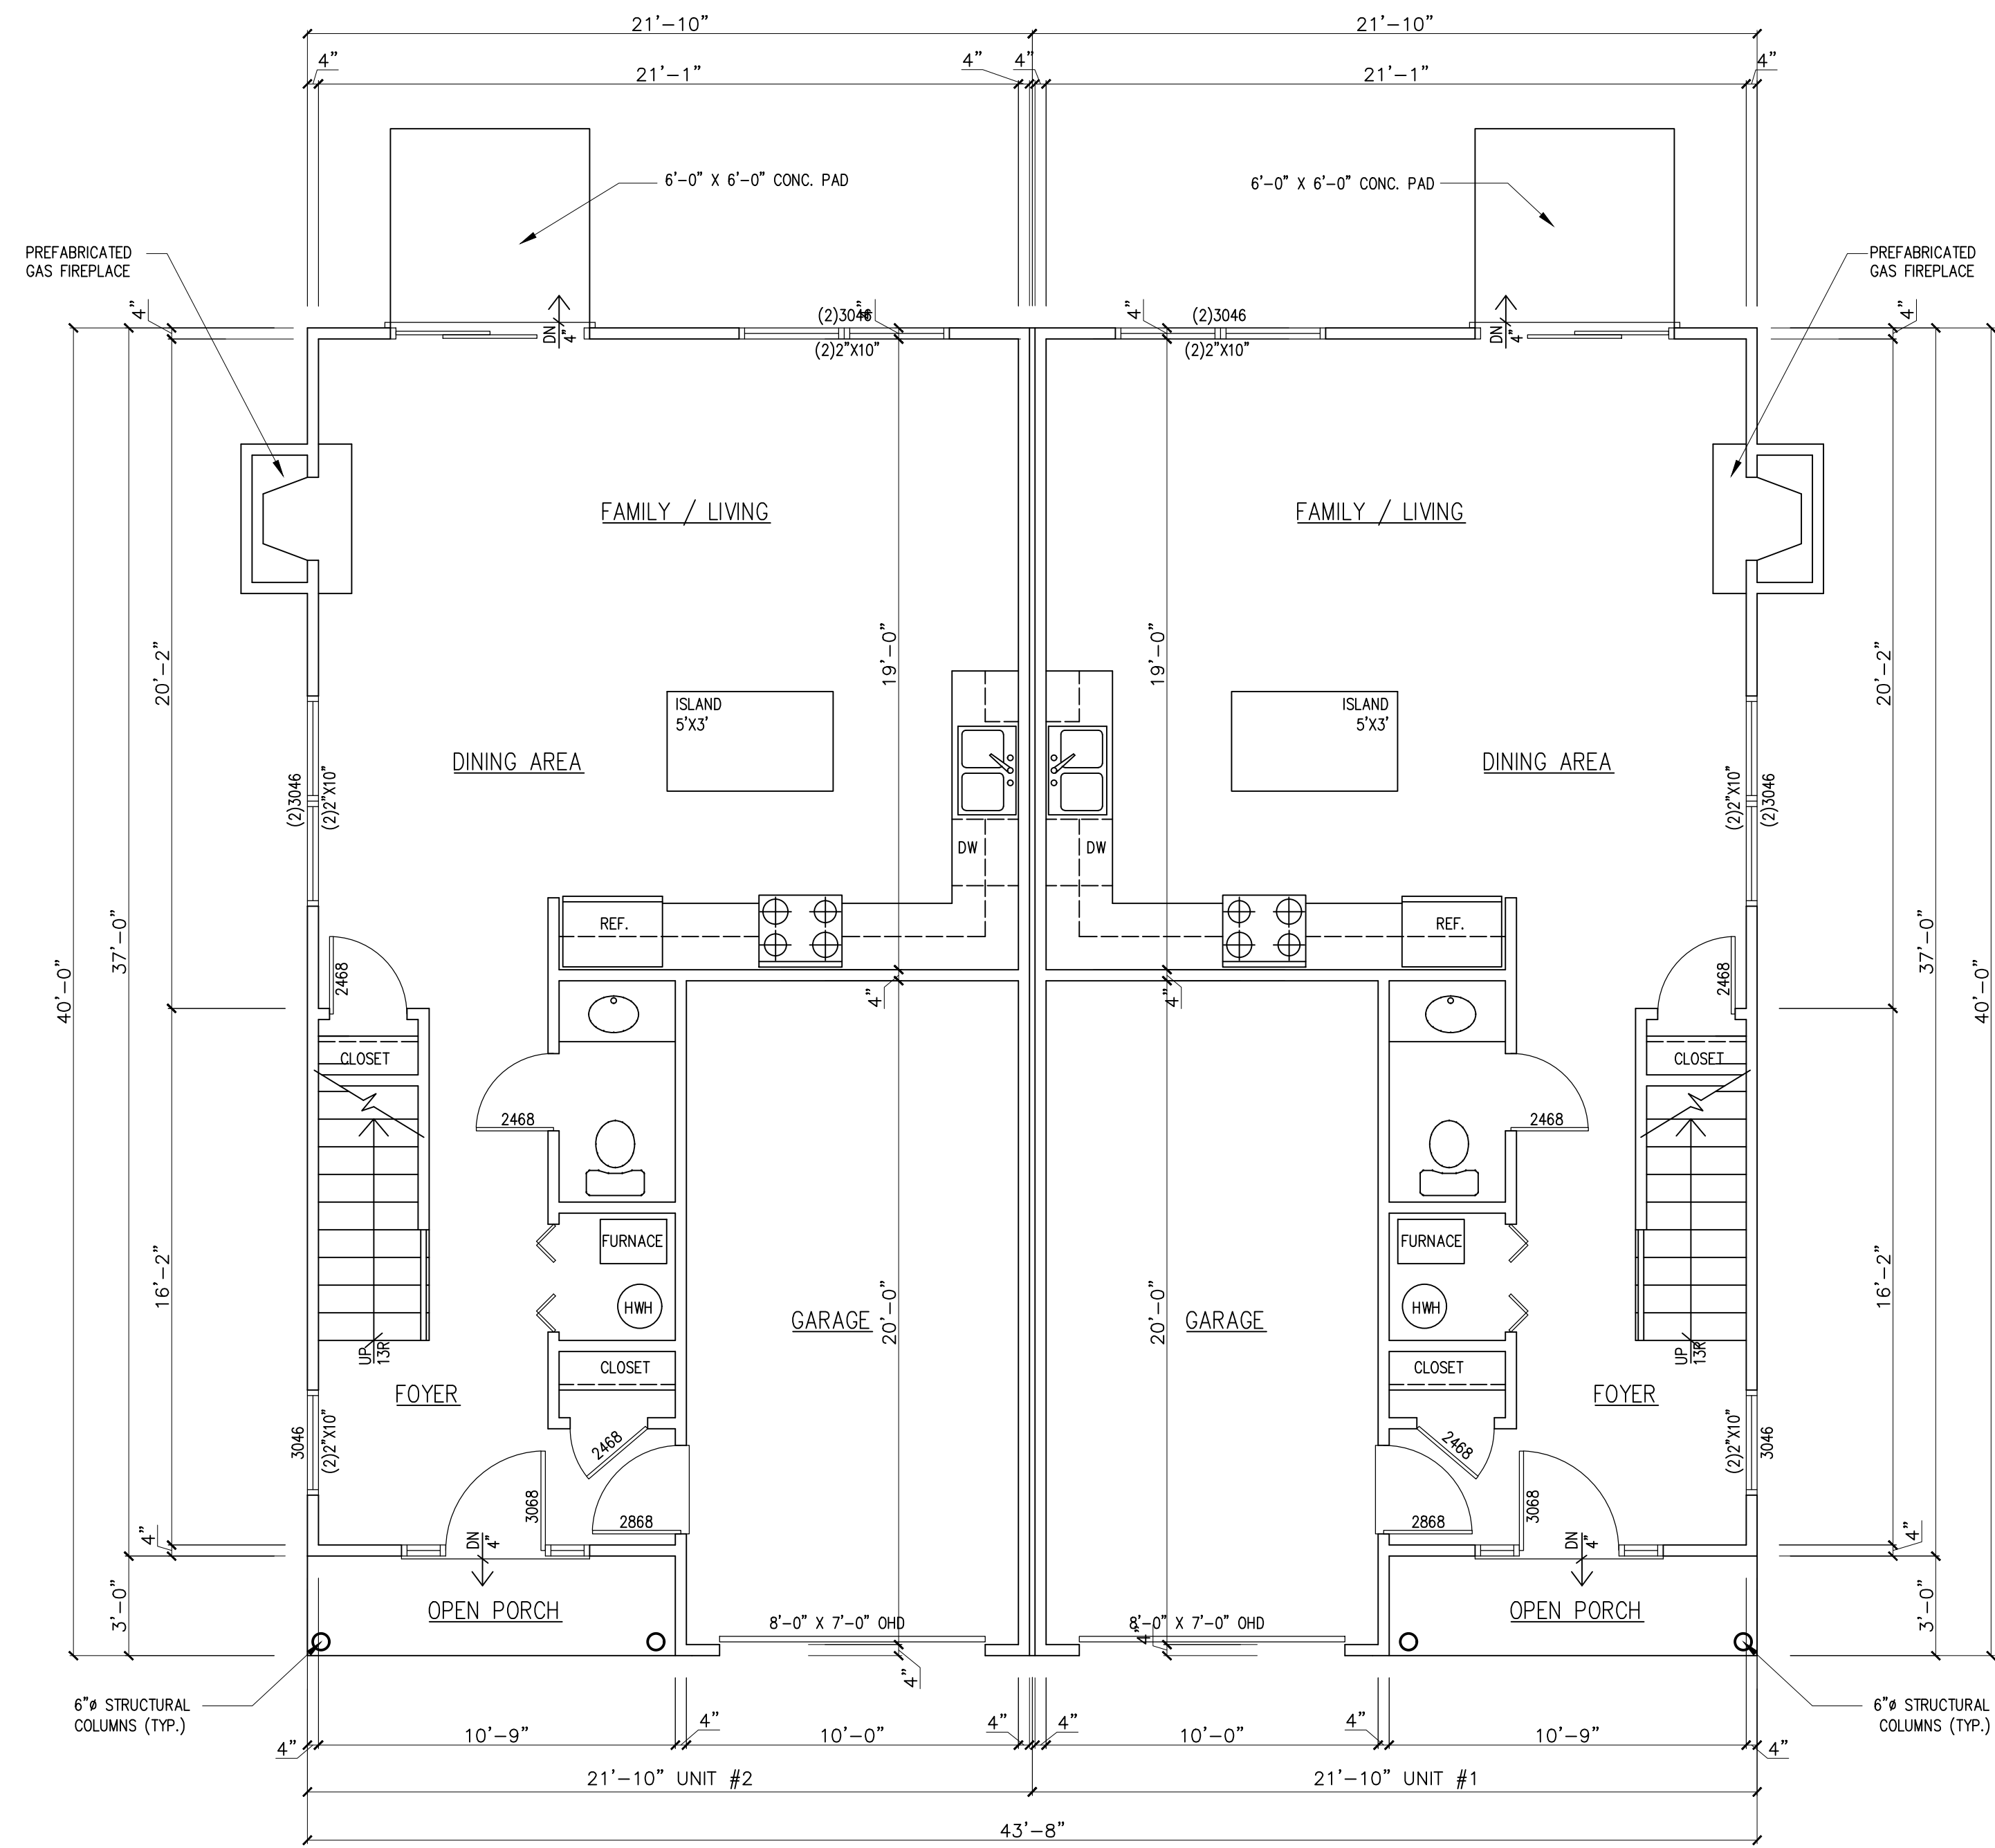 21'-10"
21'-10"
4"
21'-1"
4"
4"
21'-1"
4"
6'-0" X 6'-0" CONC. PAD
6'-0" X 6'-0" CONC. PAD
PREFABRICATED
GAS FIREPLACE
PREFABRICATED
GAS FIREPLACE
4"
DN
4"
(2)3046
4"
(2)2"X10"
4"
(2)3046
(2)2"X10"
DN
4"
4"
FAMILY / LIVING
FAMILY / LIVING
20'-2"
19'-0"
19'-0"
20'-2"
ISLAND
5'X3'
ISLAND
5'X3'
DINING AREA
DINING AREA
(2)3046
(2)2"X10"
(2)2"X10"
(2)3046
DW
DW
REF.
REF.
40'-0"
37'-0"
37'-0"
40'-0"
2468
2468
4"
4"
CLOSET
CLOSET
2468
2468
FURNACE
FURNACE
16'-2"
16'-2"
HWH
HWH
GARAGE
20'-0"
20'-0"
GARAGE
UP
13R
UP
13R
CLOSET
CLOSET
FOYER
FOYER
3046
(2)2"X10"
2468
2468
(2)2"X10"
3046
3068
2868
2868
3068
4"
DN
4"
DN
4"
4"
3'-0"
OPEN PORCH
8'-0" X 7'-0" OHD
8'-0" X 7'-0" OHD
4"
OPEN PORCH
3'-0"
4"
6"ø STRUCTURAL
COLUMNS (TYP.)
6"ø STRUCTURAL
COLUMNS (TYP.)
4"
10'-9"
4"
10'-0"
4"
4"
10'-0"
4"
10'-9"
4"
21'-10" UNIT #2
21'-10" UNIT #1
43'-8"